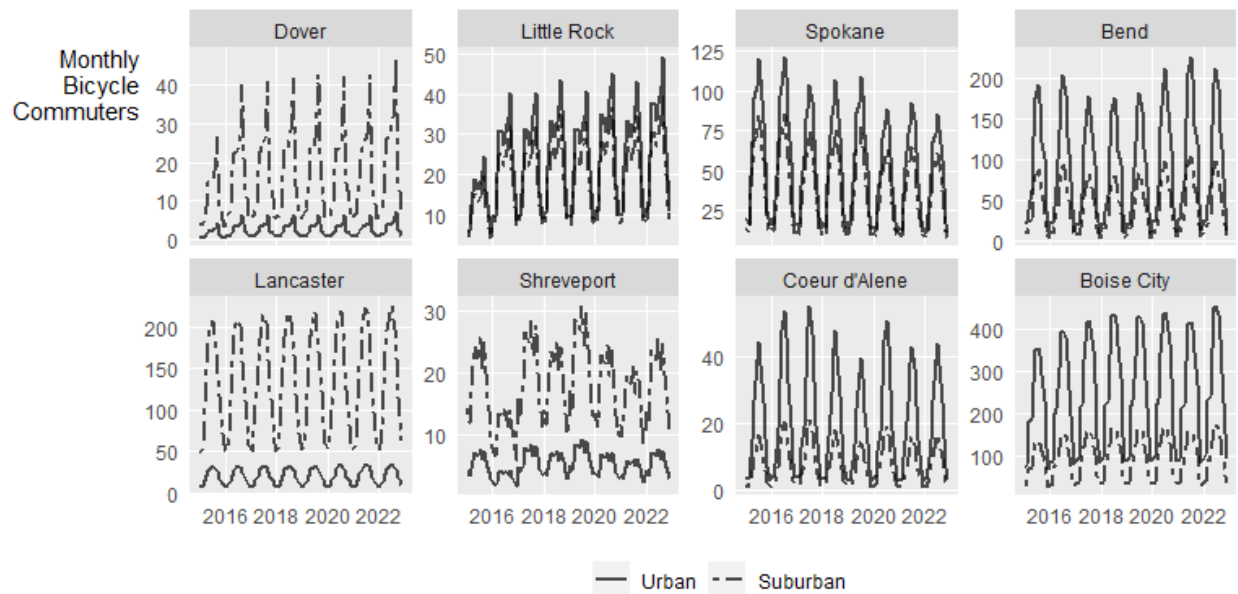 Monthly
Bicycle
Commuters
Dover
Little Rock
Spokane
Bend
40
30
20
10
0
50
40
30
20
10
125
100
75
50
25
200
150
100
50
0
Lancaster
Shreveport
Coeur d'Alene
Boise City
200
150
100
50
0
30
20
10
40
20
0
400
300
200
100
2016 2018 2020 2022
2016 2018 2020 2022
2016 2018 2020 2022
2016 2018 2020 2022
Urban Suburban